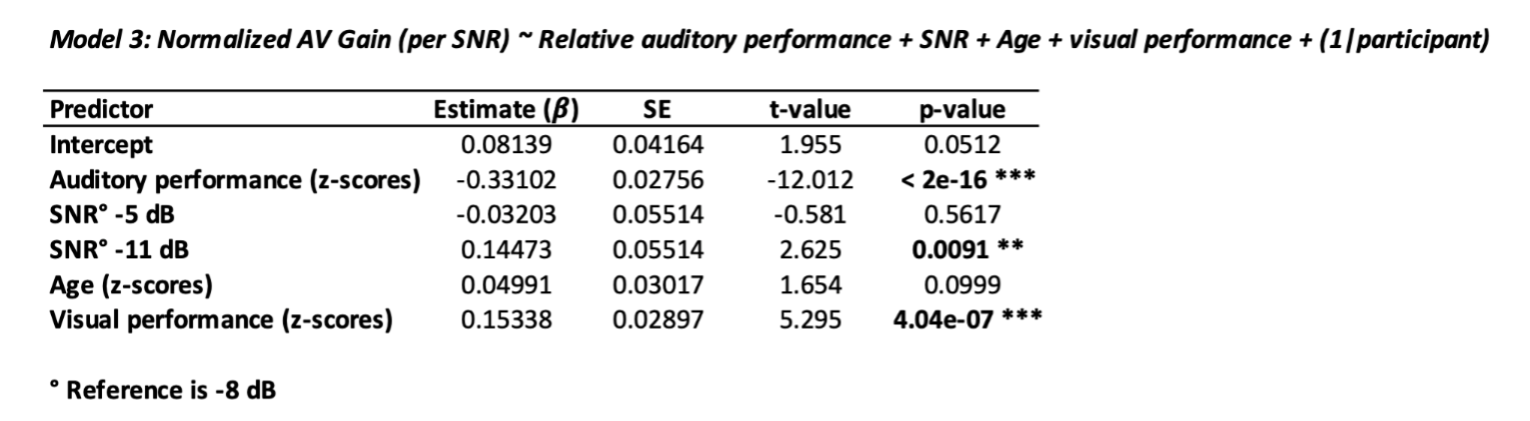 Model 3: Normalized AV Gain (per SNR) ~ Relative auditory performance + SNR + Age + visual performance + (1|participant)
Predictor Estimate (β) SE t-value p-value
Intercept 0.08139 0.04164 1.955 0.0512
Auditory performance (z-scores) -0.33102 0.02756 -12.012 < 2e-16 ***
SNR° -5 dB -0.03203 0.05514 -0.581 0.5617
SNR° -11 dB 0.14473 0.05514 2.625 0.0091 **
Age (z-scores) 0.04991 0.03017 1.654 0.0999
Visual performance (z-scores) 0.15338 0.02897 5.295 4.04e-07 ***
° Reference is -8 dB